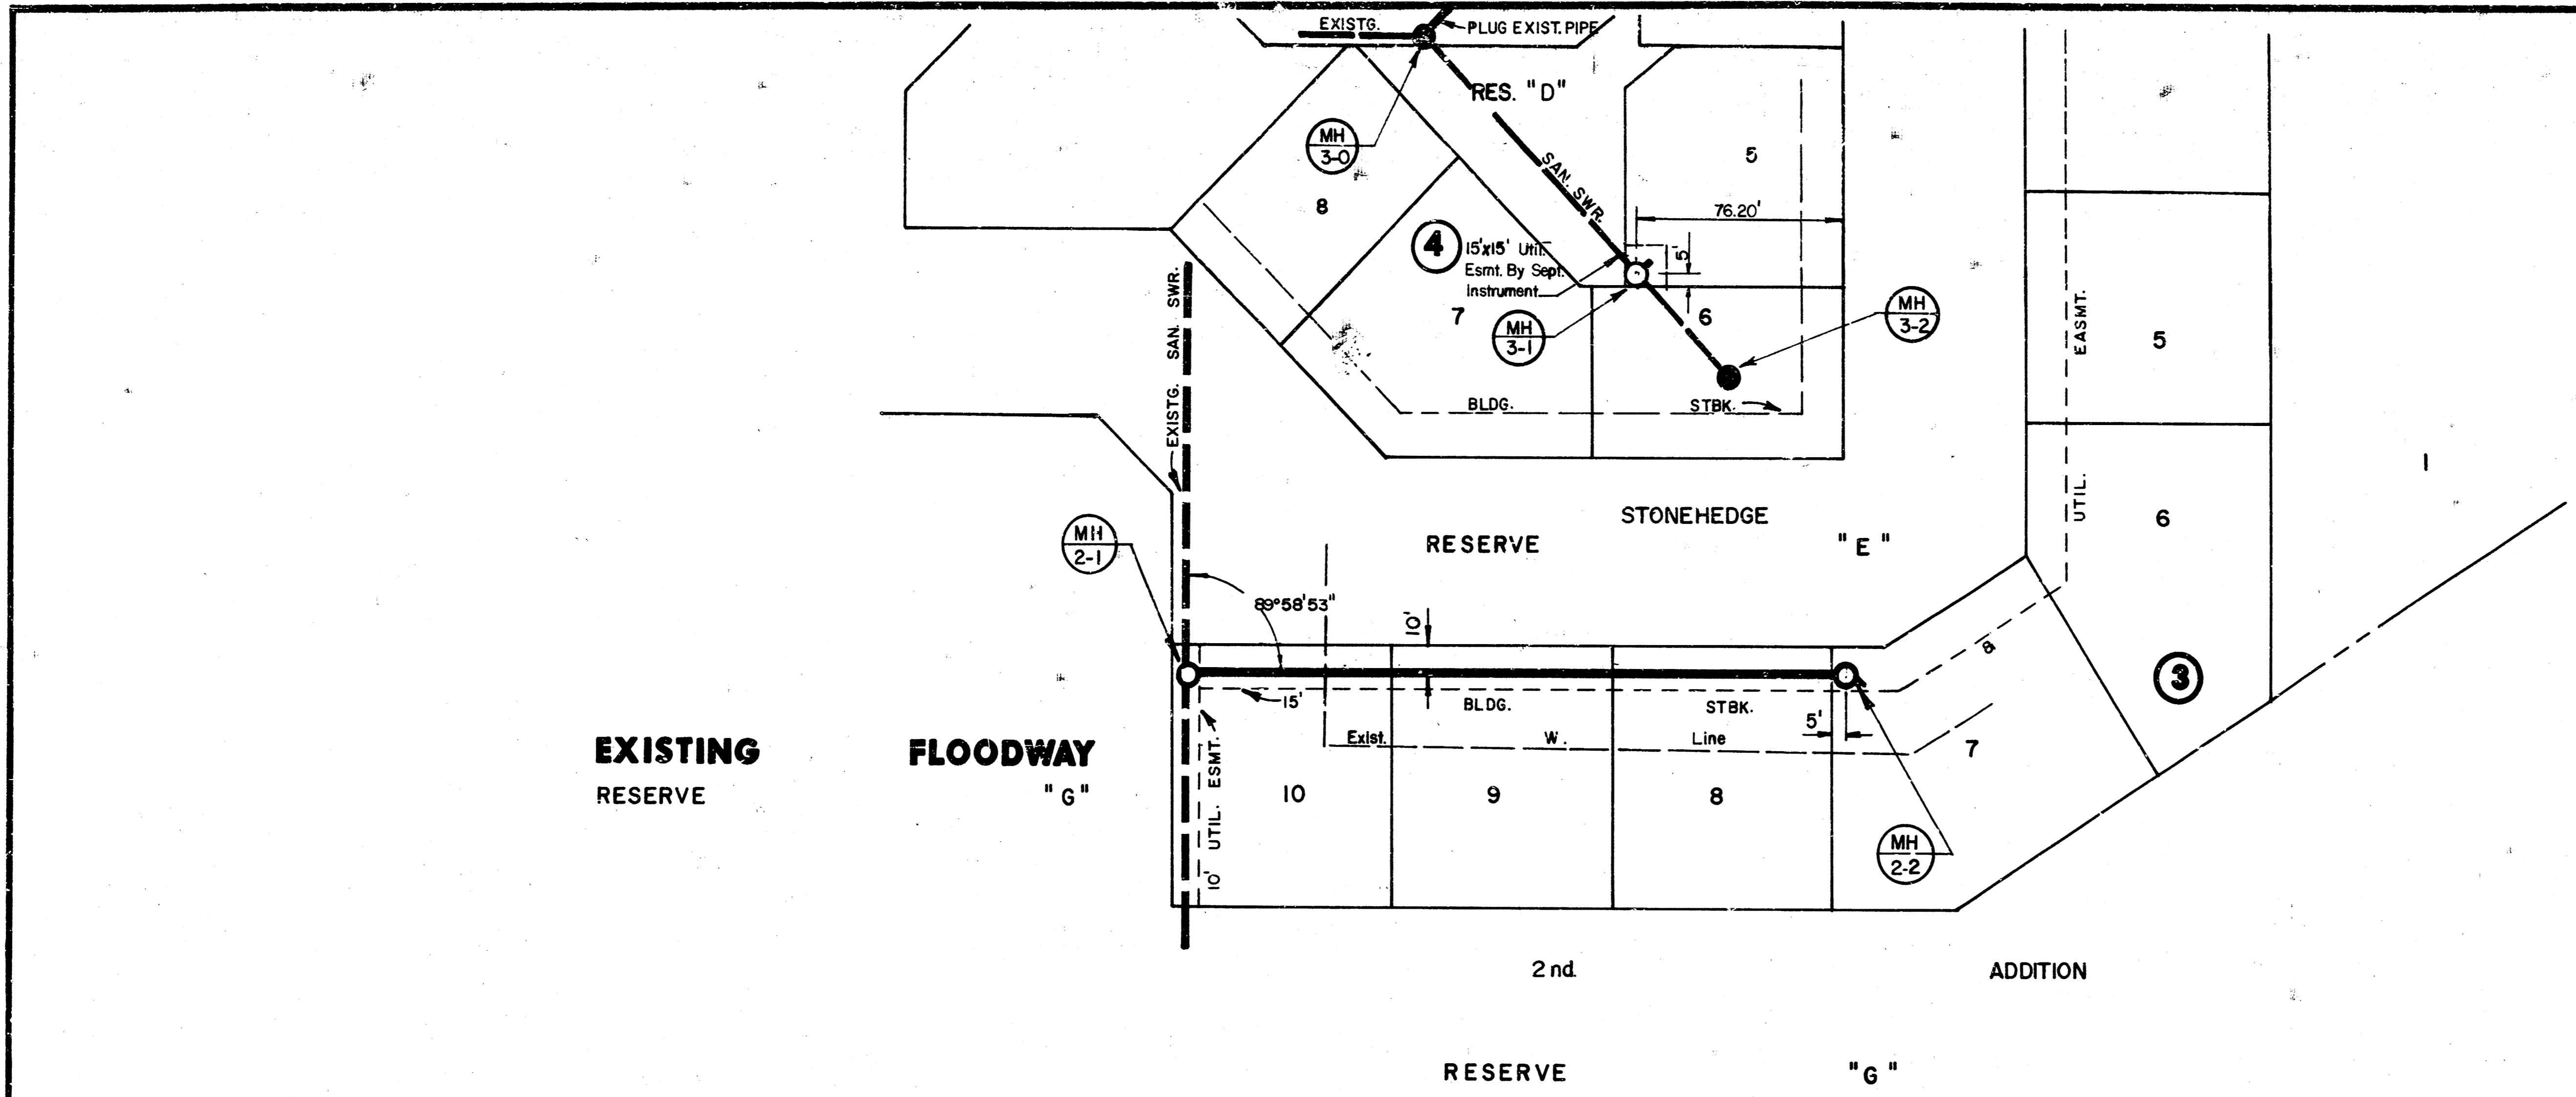 EXISTG.
PLUG EXIST. PIPE
RES. "D"
MH
3-0
SAN. SWR.
5
8
76.20'
4
15'x15' Util.
Esmt. By Sept.
Instrument
5'
7
6
MH
3-1
MH
3-2
EXISTG. SAN. SWR.
BLDG. STBK.
UTIL. EASMT.
5
1
6
STONEHEDGE
RESERVE "E"
MH
2-1
89°58'53"
10'
8
3
15'
BLDG. STBK.
5'
Exist. W. Line
7
EXISTING FLOODWAY
RESERVE "G"
10' UTIL. ESMT.
10
9
8
MH
2-2
2nd. ADDITION
RESERVE "G"